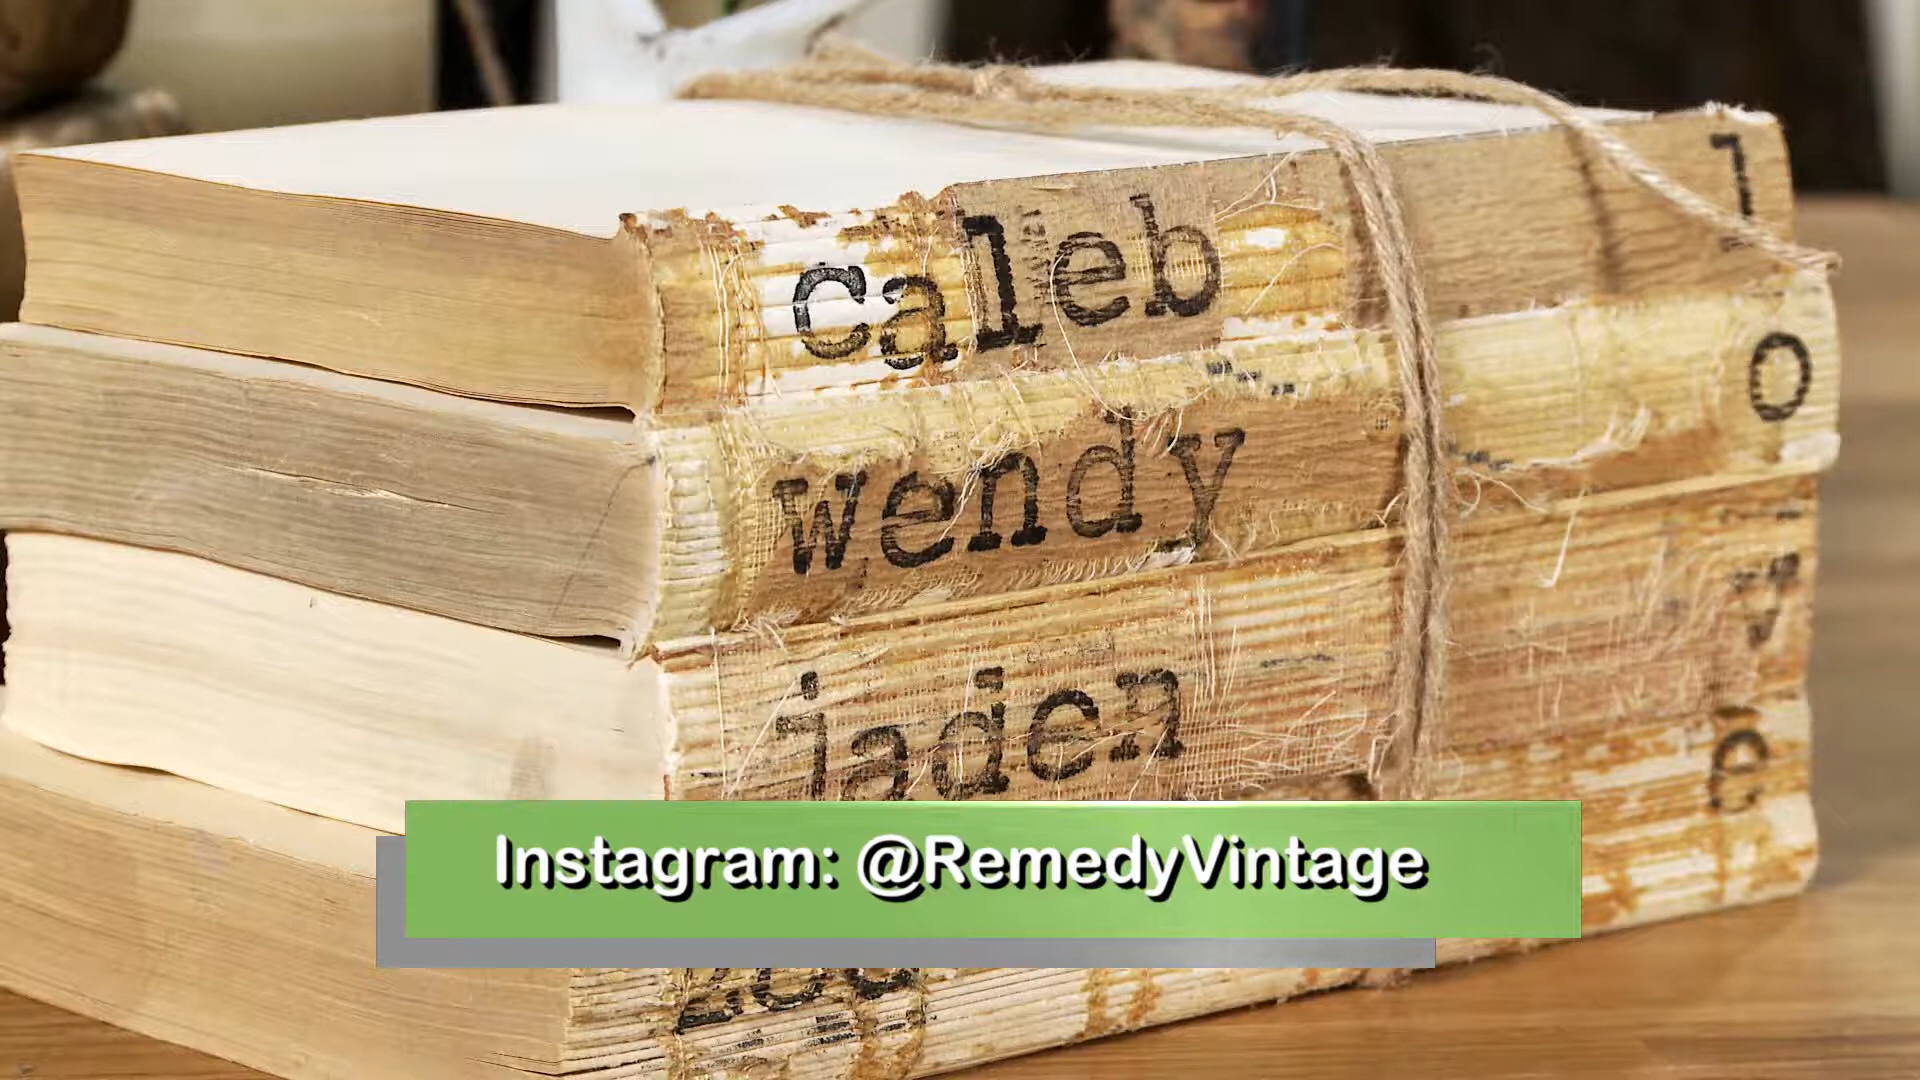 caleb l
wendy o
jaden v
Instagram: @RemedyVintage
e